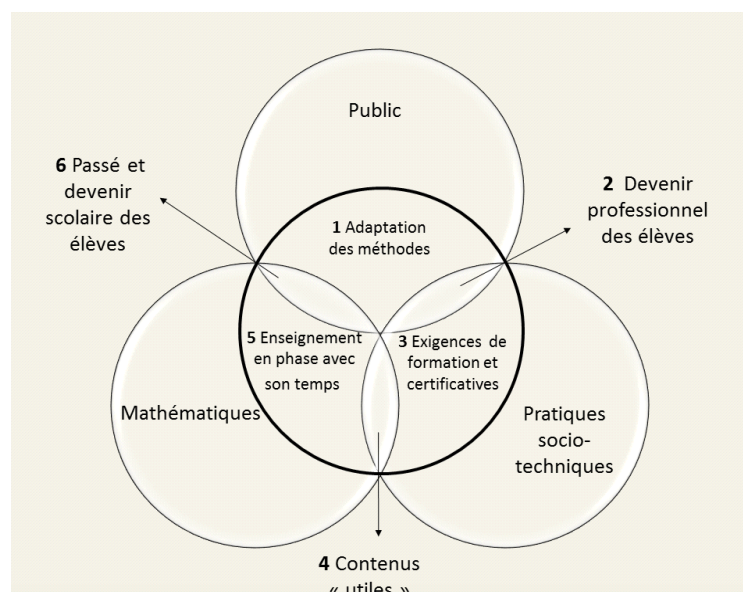 Public
6 Passé et
devenir
scolaire des
élèves
2 Devenir
professionnel
des élèves
1 Adaptation
des méthodes
5 Enseignement
en phase avec
son temps
3 Exigences de
formation et
certificatives
Mathématiques
Pratiques
socio-
techniques
4 Contenus
« utiles »